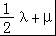 1/2 λ + μ